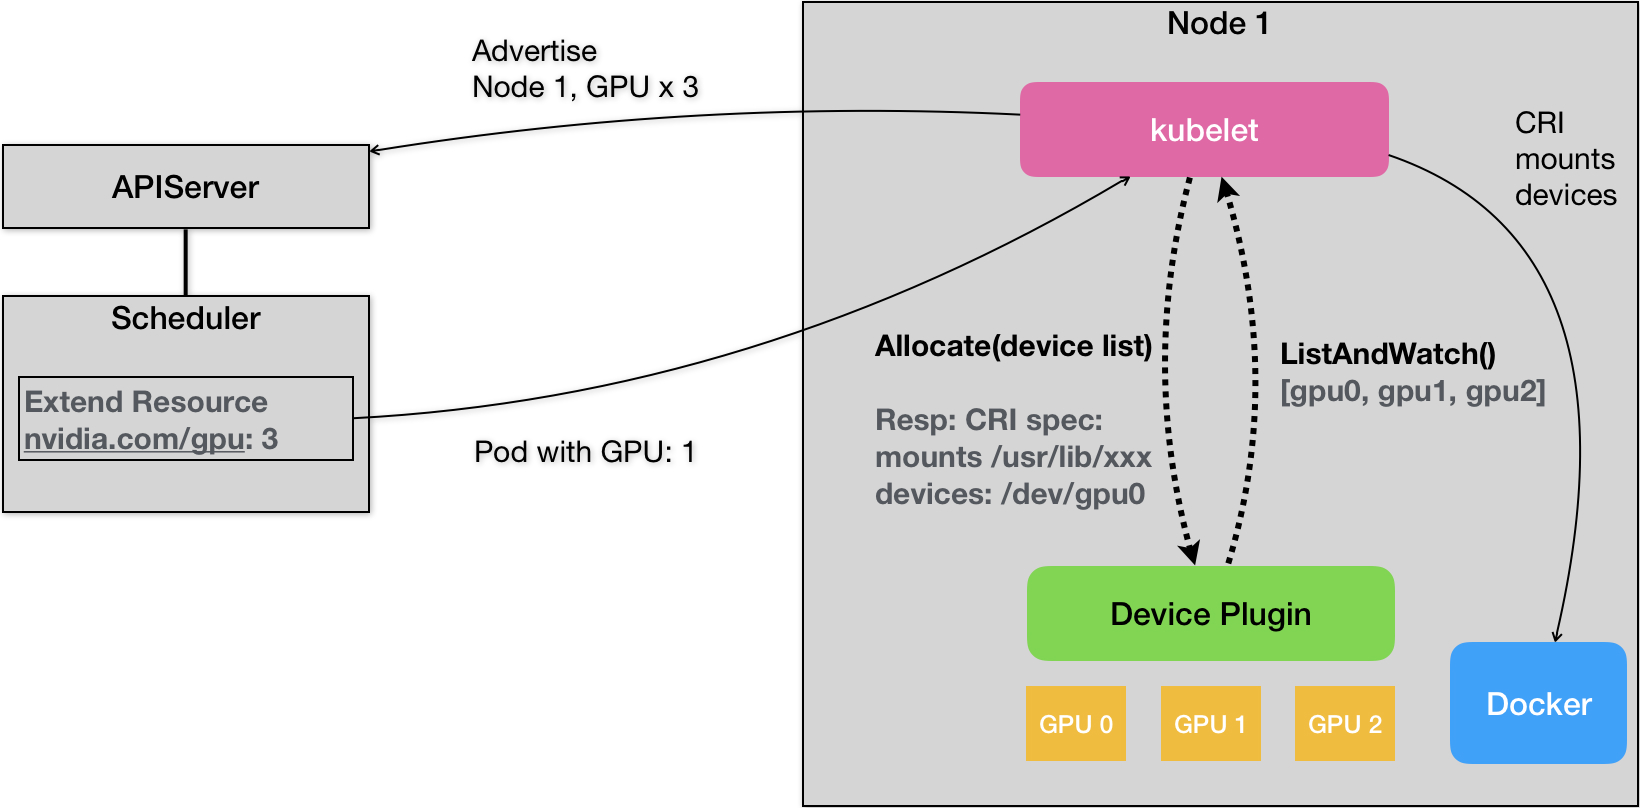 Node 1
Advertise
Node 1, GPU x 3
kubelet
CRI
mounts
devices
APIServer
Scheduler
Extend Resource
nvidia.com/gpu: 3
Pod with GPU: 1
Allocate(device list)
Resp: CRI spec:
mounts /usr/lib/xxx
devices: /dev/gpu0
ListAndWatch()
[gpu0, gpu1, gpu2]
Device Plugin
GPU 0
GPU 1
GPU 2
Docker